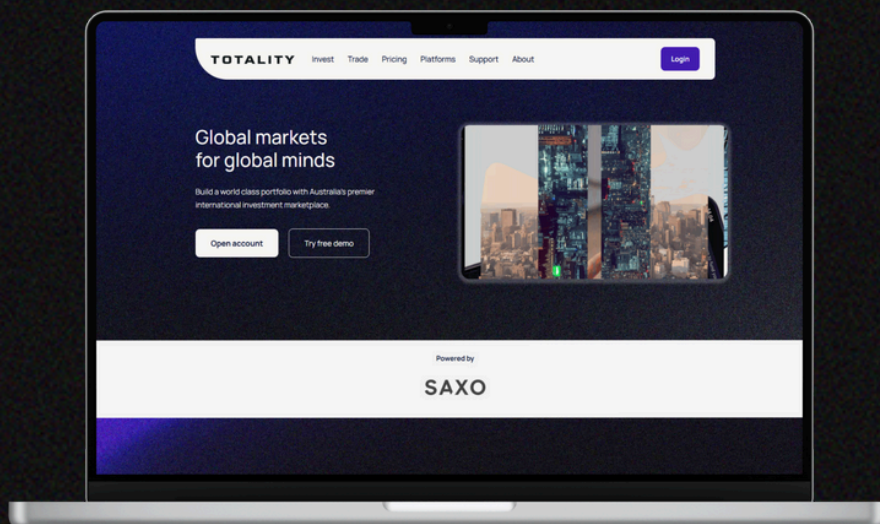 TOTALITY Invest Trade Pricing Platforms Support About Login
Global markets
for global minds
Build a world class portfolio with Australia's premier
international investment marketplace.
Open account Try free demo
Powered by
SAXO